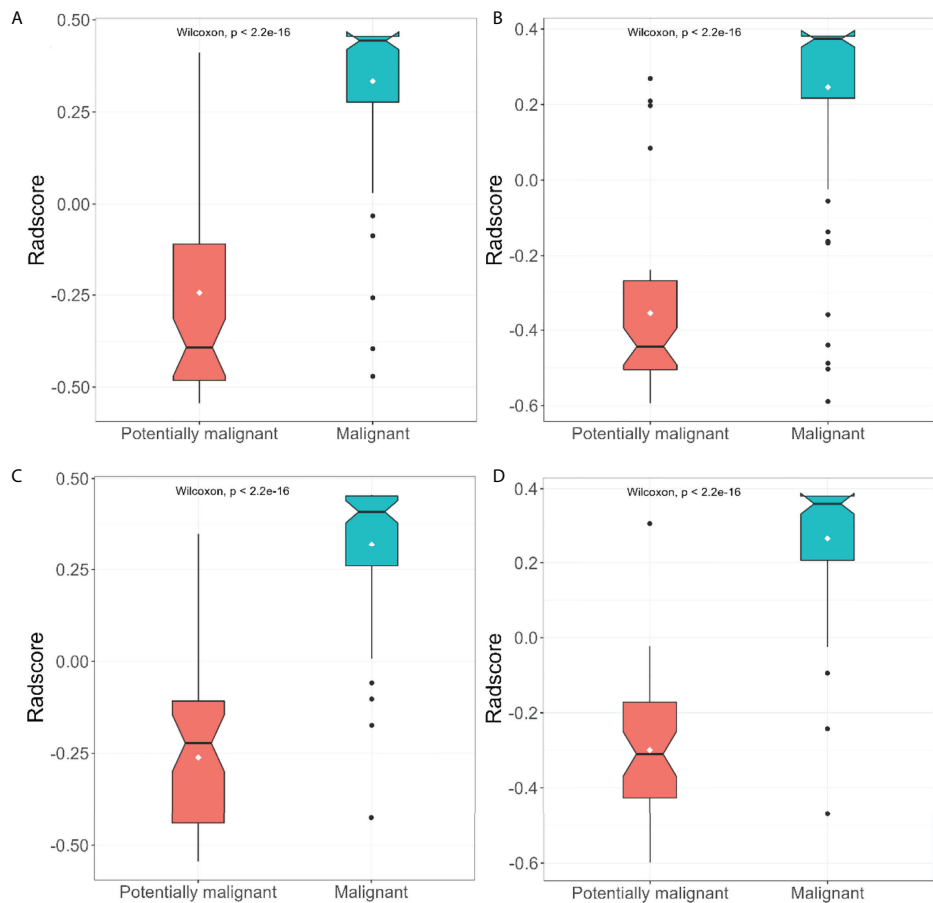 A
Wilcoxon, p < 2.2e-16
0.50
0.25
0.00
-0.25
-0.50
Radscore
Potentially malignant
Malignant
B
Wilcoxon, p < 2.2e-16
0.4
0.2
0.0
-0.2
-0.4
-0.6
Radscore
Potentially malignant
Malignant
C
Wilcoxon, p < 2.2e-16
0.50
0.25
0.00
-0.25
-0.50
Radscore
Potentially malignant
Malignant
D
Wilcoxon, p < 2.2e-16
0.4
0.2
0.0
-0.2
-0.4
-0.6
Radscore
Potentially malignant
Malignant